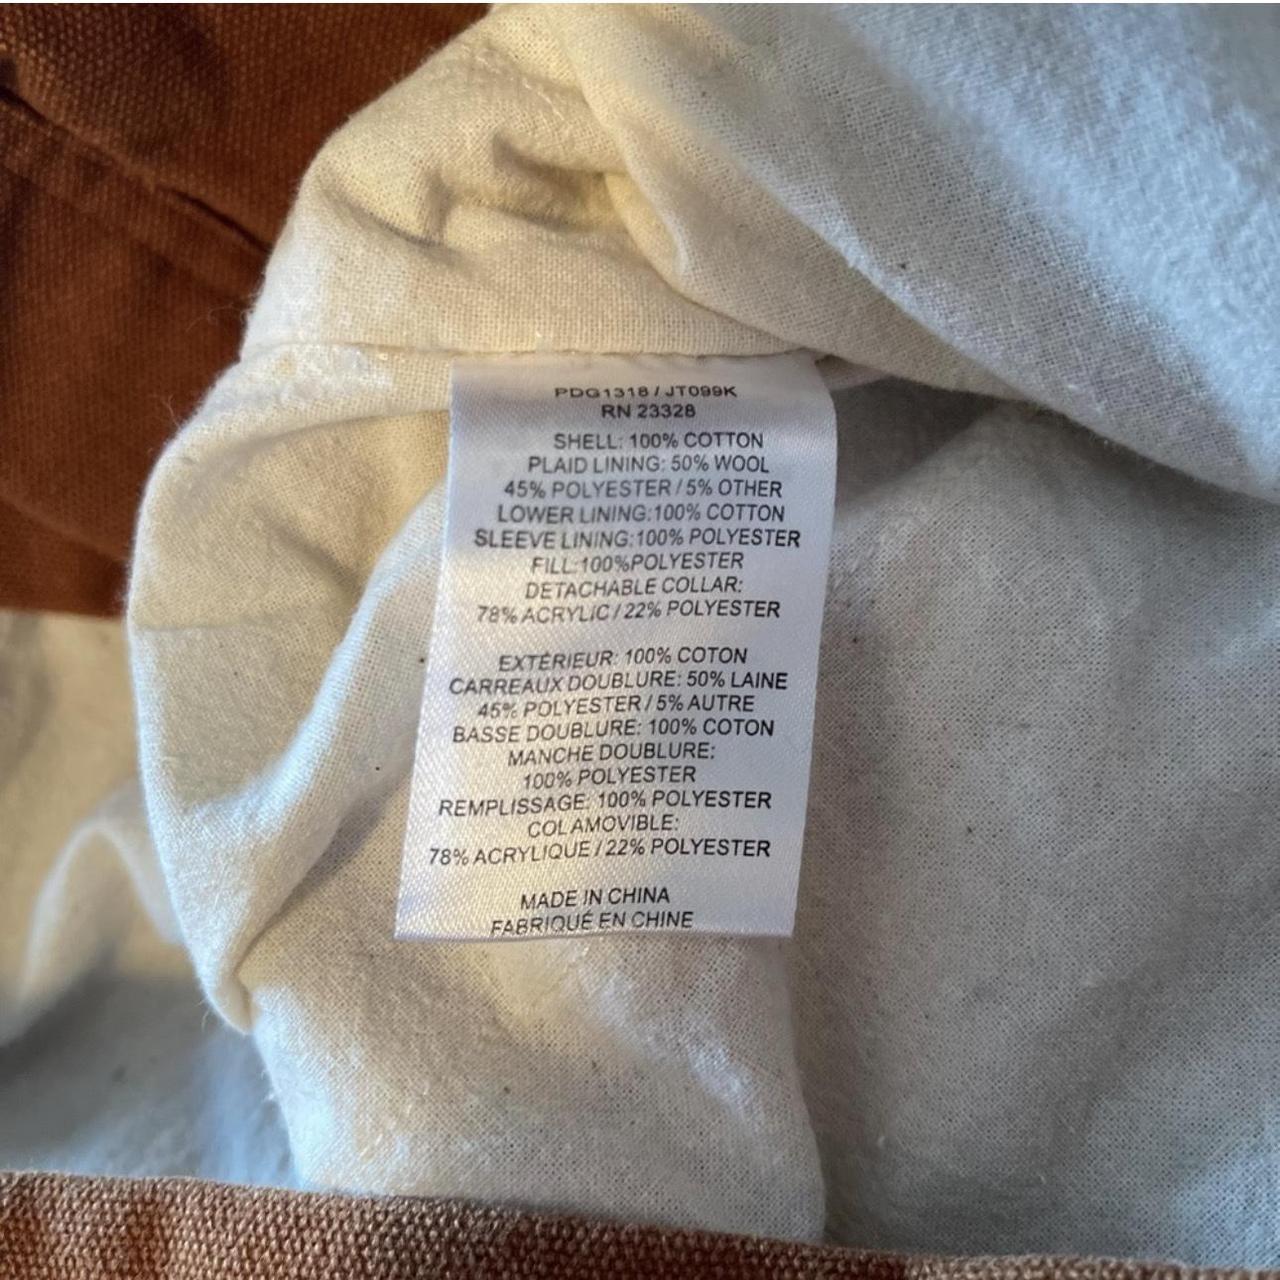 PDG1318 / JT099K
RN 23328
SHELL: 100% COTTON
PLAID LINING: 50% WOOL
45% POLYESTER / 5% OTHER
LOWER LINING:100% COTTON
SLEEVE LINING:100% POLYESTER
FILL:100%POLYESTER
DETACHABLE COLLAR:
78% ACRYLIC / 22% POLYESTER
EXTÉRIEUR: 100% COTON
CARREAUX DOUBLURE: 50% LAINE
45% POLYESTER / 5% AUTRE
BASSE DOUBLURE: 100% COTON
MANCHE DOUBLURE:
100% POLYESTER
REMPLISSAGE: 100% POLYESTER
COL AMOVIBLE:
78% ACRYLIQUE / 22% POLYESTER
MADE IN CHINA
FABRIQUÉ EN CHINE